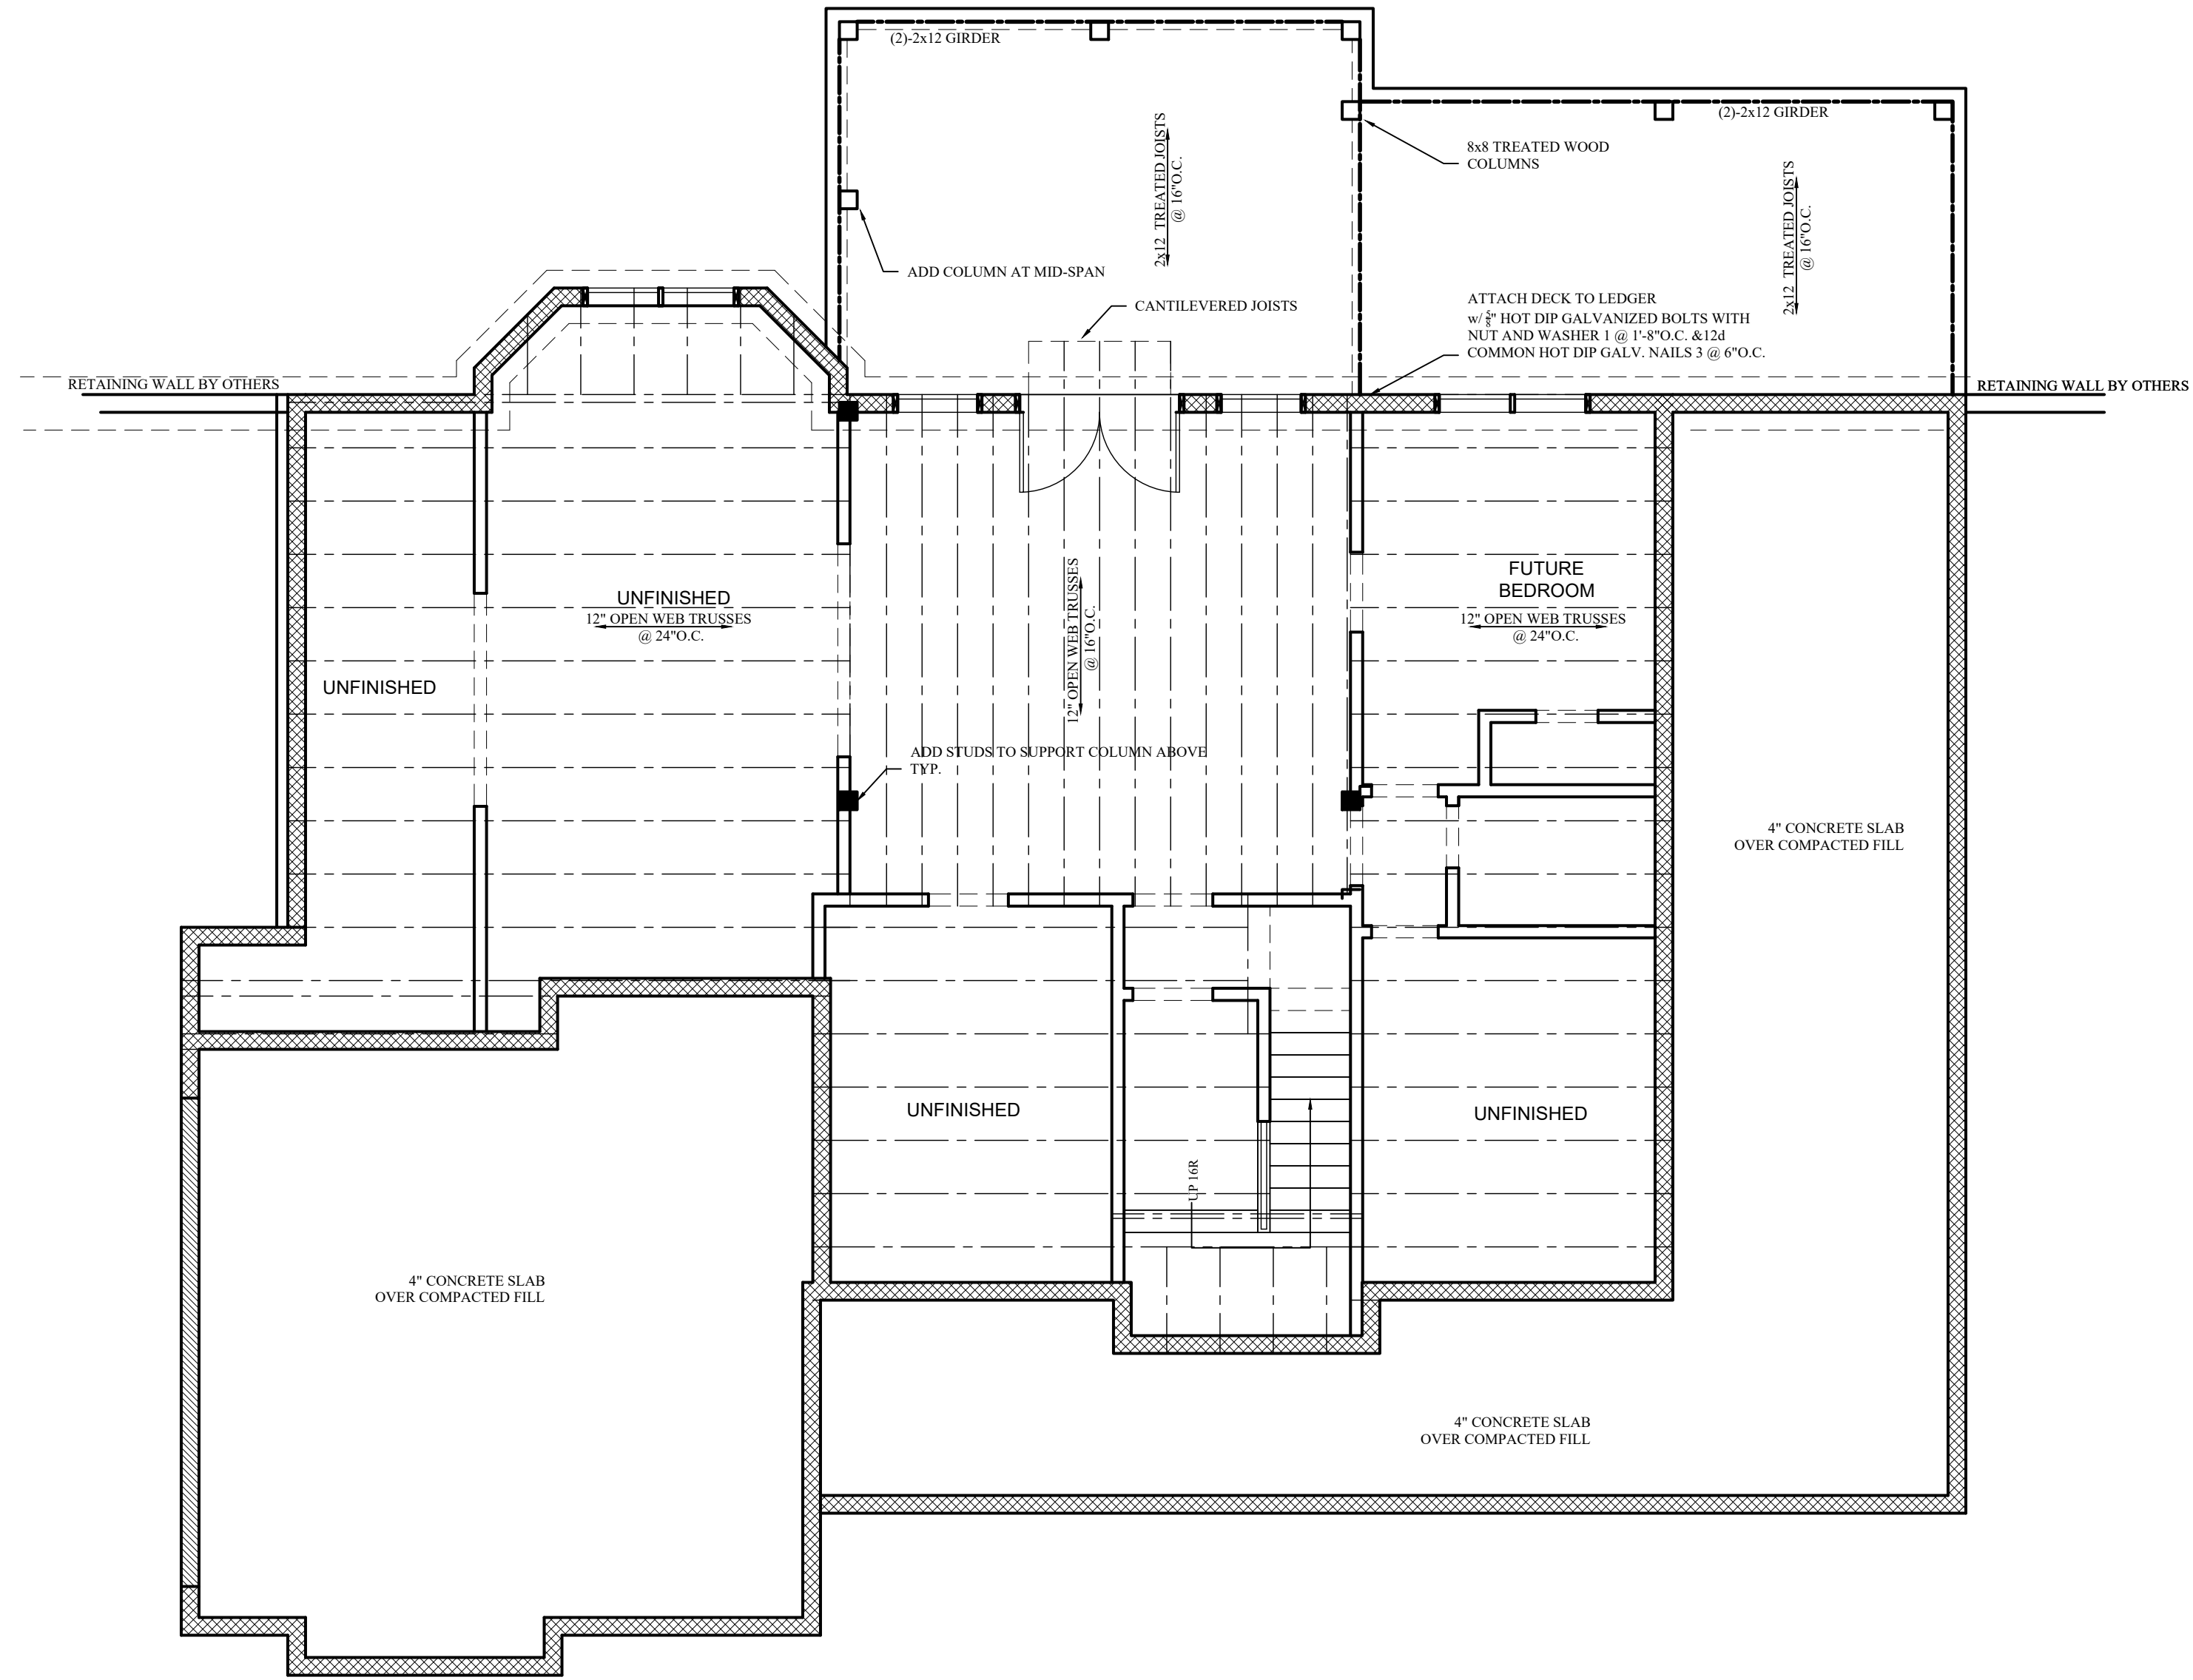 (2)-2x12 GIRDER
(2)-2x12 GIRDER
8x8 TREATED WOOD
COLUMNS
2x12 TREATED JOISTS
@ 16"O.C.
2x12 TREATED JOISTS
@ 16"O.C.
ADD COLUMN AT MID-SPAN
CANTILEVERED JOISTS
ATTACH DECK TO LEDGER
w/ 5/8" HOT DIP GALVANIZED BOLTS WITH
NUT AND WASHER 1 @ 1'-8"O.C. &12d
COMMON HOT DIP GALV. NAILS 3 @ 6"O.C.
RETAINING WALL BY OTHERS
RETAINING WALL BY OTHERS
UNFINISHED
12" OPEN WEB TRUSSES
@ 24"O.C.
12" OPEN WEB TRUSSES
@ 16"O.C.
FUTURE
BEDROOM
12" OPEN WEB TRUSSES
@ 24"O.C.
UNFINISHED
ADD STUDS TO SUPPORT COLUMN ABOVE
TYP.
4" CONCRETE SLAB
OVER COMPACTED FILL
UNFINISHED
UNFINISHED
UP 16R
4" CONCRETE SLAB
OVER COMPACTED FILL
4" CONCRETE SLAB
OVER COMPACTED FILL